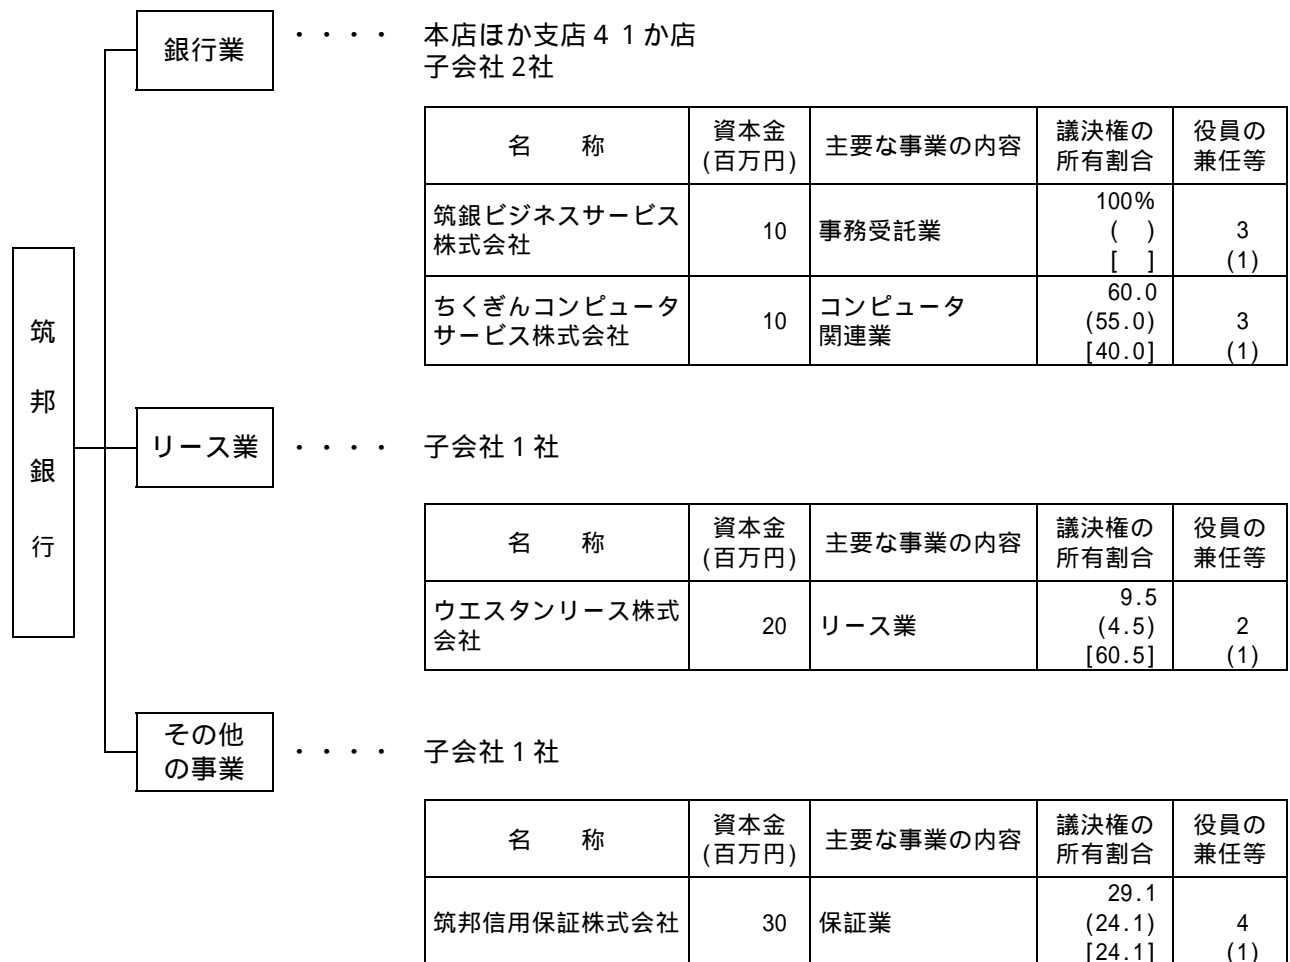 銀行業 ・・・・ 本店ほか支店41か店
子会社2社
名　称 資本金(百万円) 主要な事業の内容 議決権の所有割合 役員の兼任等
筑銀ビジネスサービス株式会社 10 事務受託業 100% (　) [　] 3 (1)
ちくぎんコンピュータサービス株式会社 10 コンピュータ関連業 60.0 (55.0) [40.0] 3 (1)
筑邦銀行
リース業 ・・・・ 子会社1社
名　称 資本金(百万円) 主要な事業の内容 議決権の所有割合 役員の兼任等
ウエスタンリース株式会社 20 リース業 9.5 (4.5) [60.5] 2 (1)
その他の事業 ・・・・ 子会社1社
名　称 資本金(百万円) 主要な事業の内容 議決権の所有割合 役員の兼任等
筑邦信用保証株式会社 30 保証業 29.1 (24.1) [24.1] 4 (1)